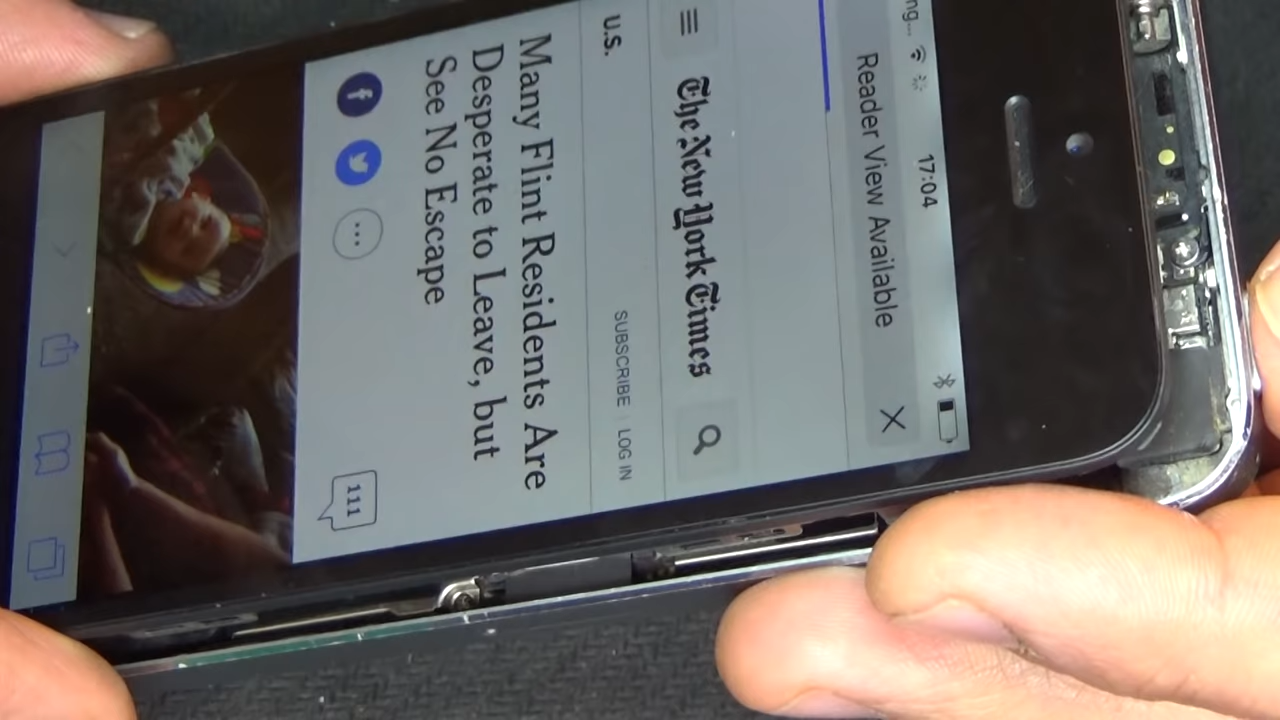 17:04
Reader View Available
The New York Times
U.S.
SUBSCRIBE | LOG IN
Many Flint Residents Are
Desperate to Leave, but
See No Escape
111